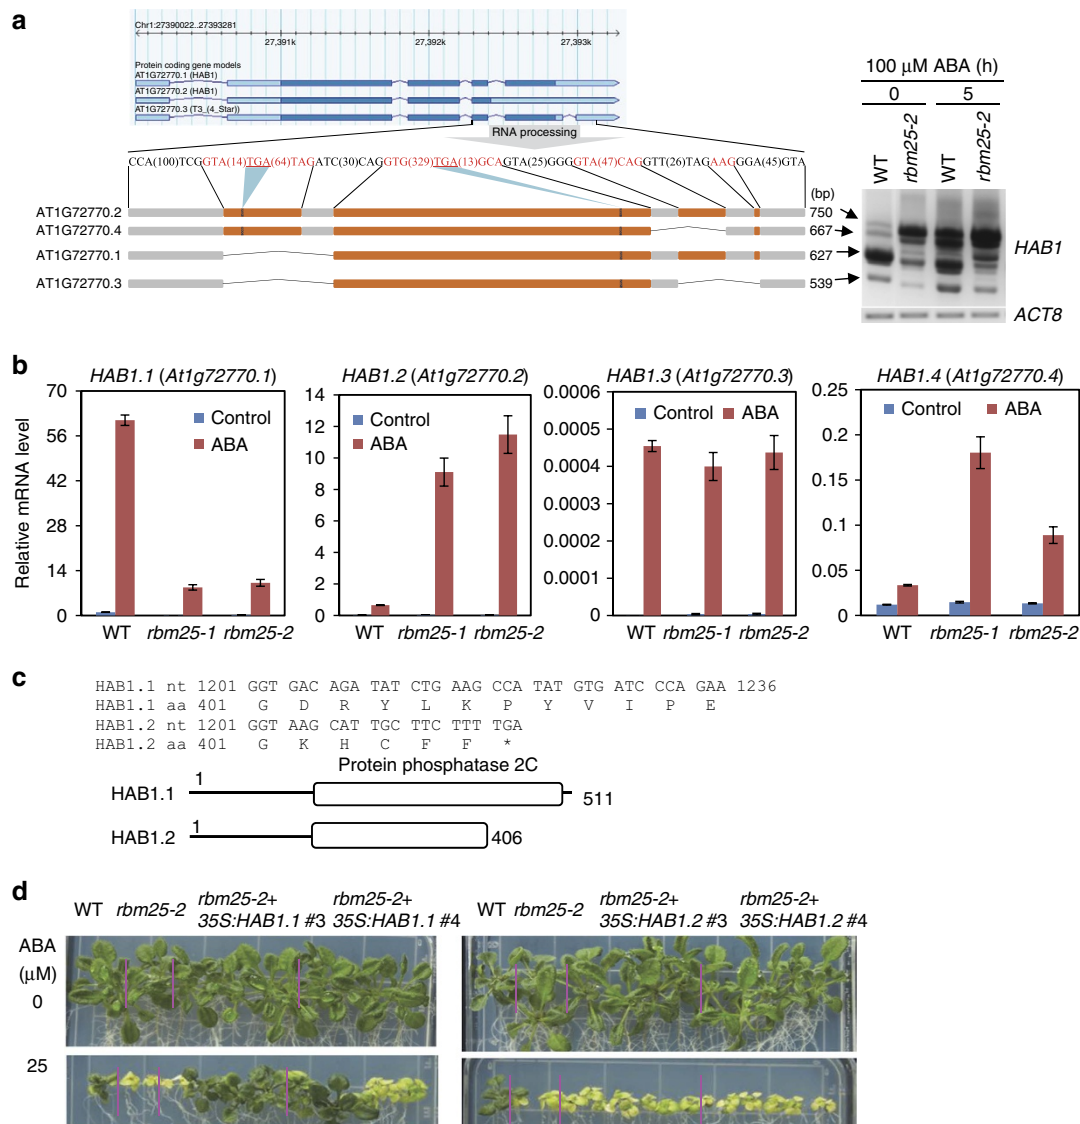 a
Chr1:27390022..27393281
27,391k 27,392k 27,393k
Protein coding gene models
AT1G72770.1 (HAB1)
AT1G72770.2 (HAB1)
AT1G72770.3 (T3_(4_Star))
RNA processing
CCA(100)TCGGTA(14)TGA(64)TAGATC(30)CAGGTG(329)TGA(13)GCAGTA(25)GGGGTA(47)CAGGTT(26)TAGAAGGGA(45)GTA
(bp)
AT1G72770.2 750
AT1G72770.4 667
AT1G72770.1 627
AT1G72770.3 539
100 μM ABA (h)
0 5
WT rbm25-2 WT rbm25-2
HAB1
ACT8
b
Relative mRNA level
HAB1.1 (At1g72770.1)
70
56
42
28
14
0
Control
ABA
WT rbm25-1 rbm25-2
HAB1.2 (At1g72770.2)
14
12
10
8
6
4
2
0
Control
ABA
WT rbm25-1 rbm25-2
HAB1.3 (At1g72770.3)
0.0006
0.0005
0.0004
0.0003
0.0002
0.0001
0
Control ABA
WT rbm25-1 rbm25-2
HAB1.4 (At1g72770.4)
0.25
0.2
0.15
0.1
0.05
0
Control ABA
WT rbm25-1 rbm25-2
c
HAB1.1 nt 1201 GGT GAC AGA TAT CTG AAG CCA TAT GTG ATC CCA GAA 1236
HAB1.1 aa 401 G D R Y L K P Y V I P E
HAB1.2 nt 1201 GGT AAG CAT TGC TTC TTT TGA
HAB1.2 aa 401 G K H C F F *
Protein phosphatase 2C
HAB1.1 1 511
HAB1.2 1 406
d
WT rbm25-2 rbm25-2+ 35S:HAB1.1 #3 rbm25-2+ 35S:HAB1.1 #4
WT rbm25-2 rbm25-2+ 35S:HAB1.2 #3 rbm25-2+ 35S:HAB1.2 #4
ABA
(μM)
0
25